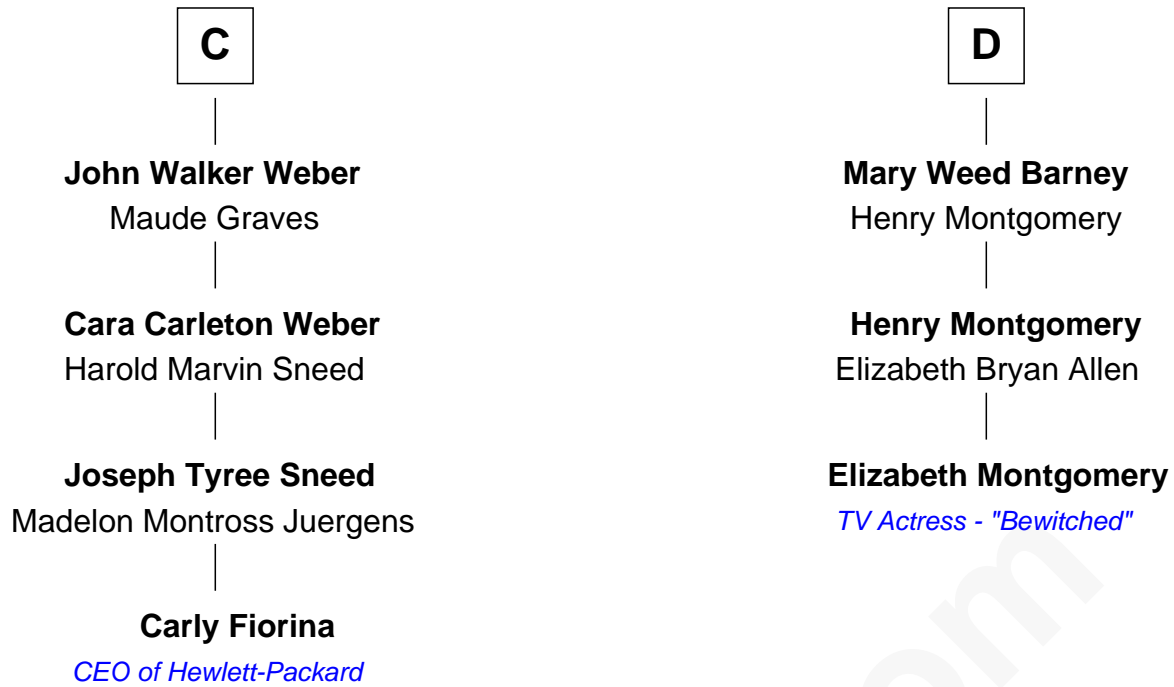 C
John Walker Weber
Maude Graves
Cara Carleton Weber
Harold Marvin Sneed
Joseph Tyree Sneed
Madelon Montross Juergens
Carly Fiorina
CEO of Hewlett-Packard
D
Mary Weed Barney
Henry Montgomery
Henry Montgomery
Elizabeth Bryan Allen
Elizabeth Montgomery
TV Actress - "Bewitched"
om